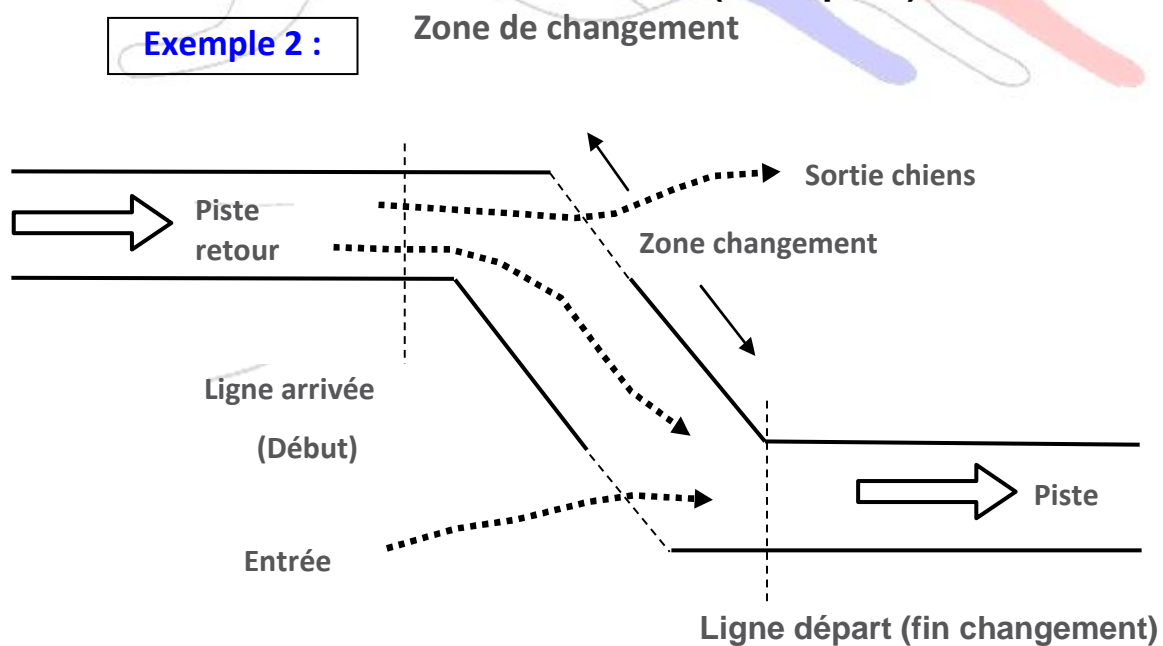 Zone de changement
Exemple 2 :
Sortie chiens
Piste
retour
Zone changement
Ligne arrivée
(Début)
Piste
Entrée
Ligne départ (fin changement)